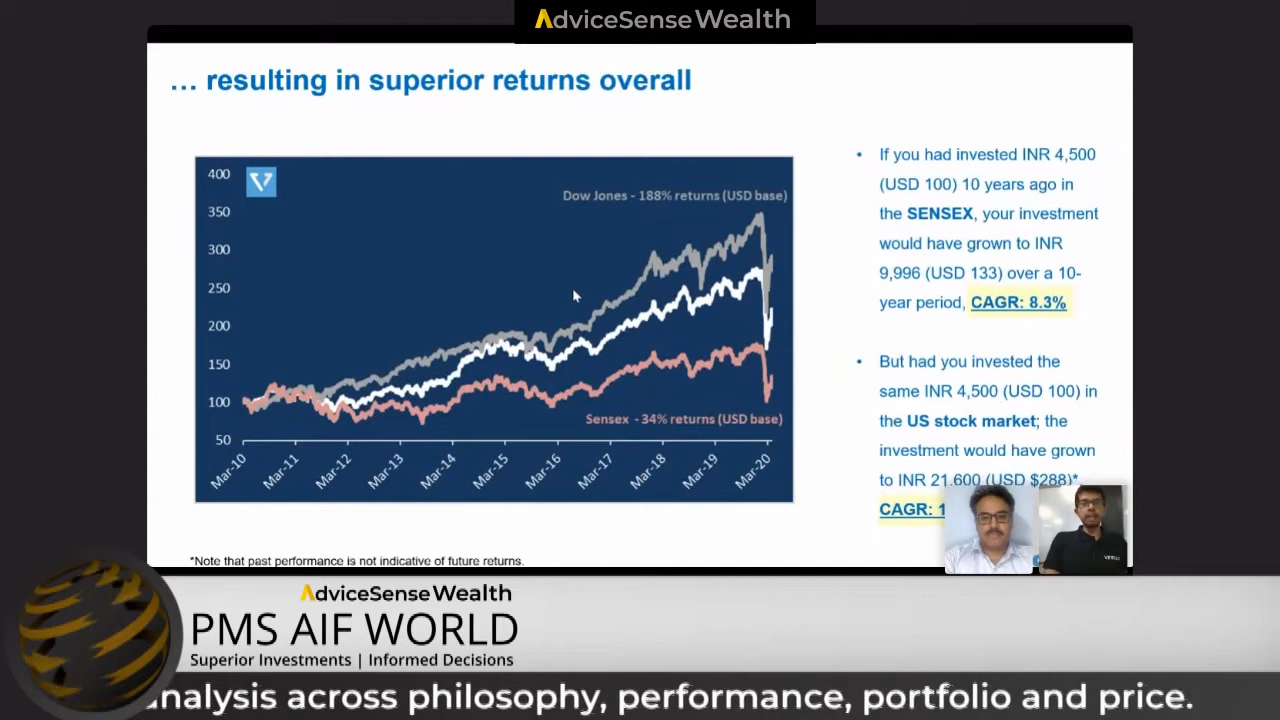 AdviceSense Wealth
… resulting in superior returns overall
400
350
300
250
200
150
100
50
Dow Jones - 188% returns (USD base)
Sensex - 34% returns (USD base)
Mar-10
Mar-11
Mar-12
Mar-13
Mar-14
Mar-15
Mar-16
Mar-17
Mar-18
Mar-19
Mar-20
• If you had invested INR 4,500
(USD 100) 10 years ago in
the SENSEX, your investment
would have grown to INR
9,996 (USD 133) over a 10-
year period, CAGR: 8.3%
• But had you invested the
same INR 4,500 (USD 100) in
the US stock market; the
investment would have grown
to INR 21,600 (USD $288)*.
CAGR: 1
*Note that past performance is not indicative of future returns.
AdviceSense Wealth
PMS AIF WORLD
Superior Investments | Informed Decisions
analysis across philosophy, performance, portfolio and price.